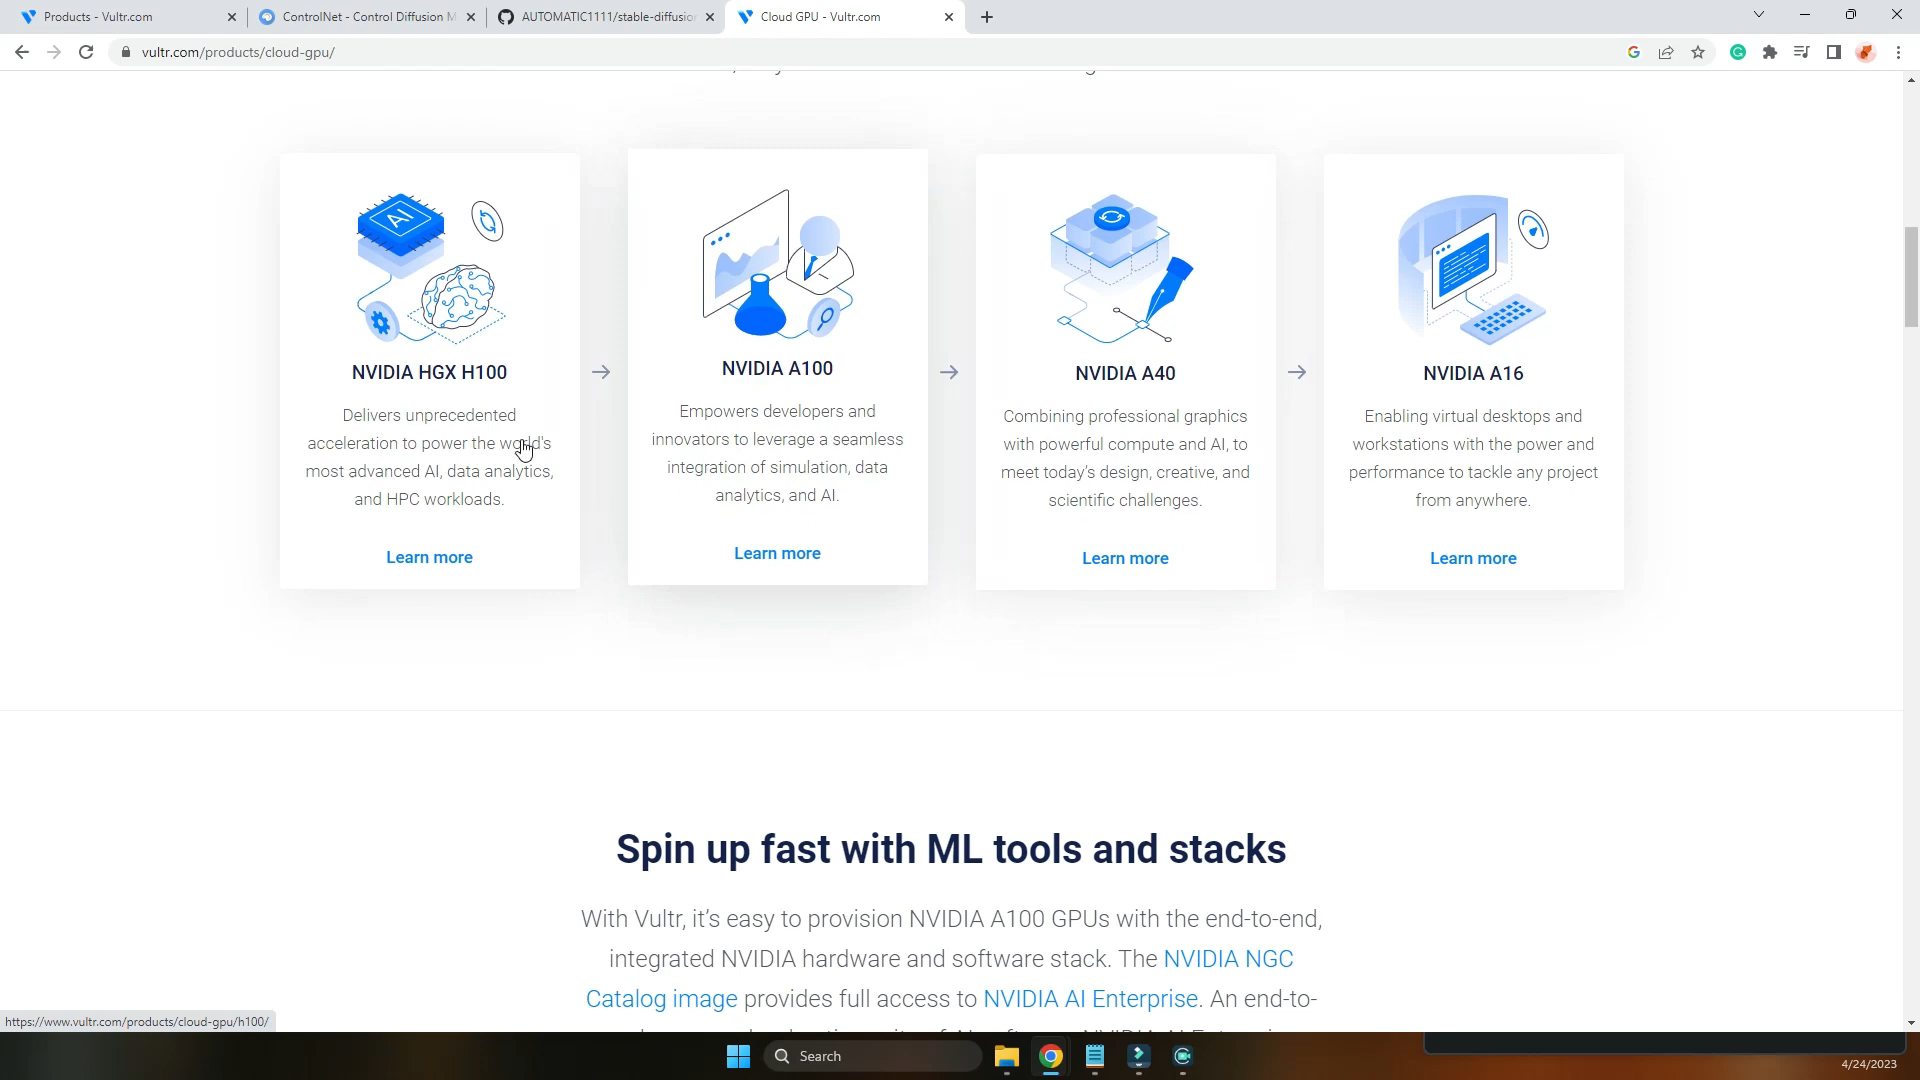 Products - Vultr.com
ControlNet - Control Diffusion M
AUTOMATIC1111/stable-diffusion
Cloud GPU - Vultr.com
vultr.com/products/cloud-gpu/
AI
NVIDIA HGX H100
Delivers unprecedented
acceleration to power the world's
most advanced AI, data analytics,
and HPC workloads.
Learn more
NVIDIA A100
Empowers developers and
innovators to leverage a seamless
integration of simulation, data
analytics, and AI.
Learn more
NVIDIA A40
Combining professional graphics
with powerful compute and AI, to
meet today's design, creative, and
scientific challenges.
Learn more
NVIDIA A16
Enabling virtual desktops and
workstations with the power and
performance to tackle any project
from anywhere.
Learn more
Spin up fast with ML tools and stacks
With Vultr, it's easy to provision NVIDIA A100 GPUs with the end-to-end,
integrated NVIDIA hardware and software stack. The NVIDIA NGC
Catalog image provides full access to NVIDIA AI Enterprise. An end-to-
https://www.vultr.com/products/cloud-gpu/h100/
Search
4/24/2023